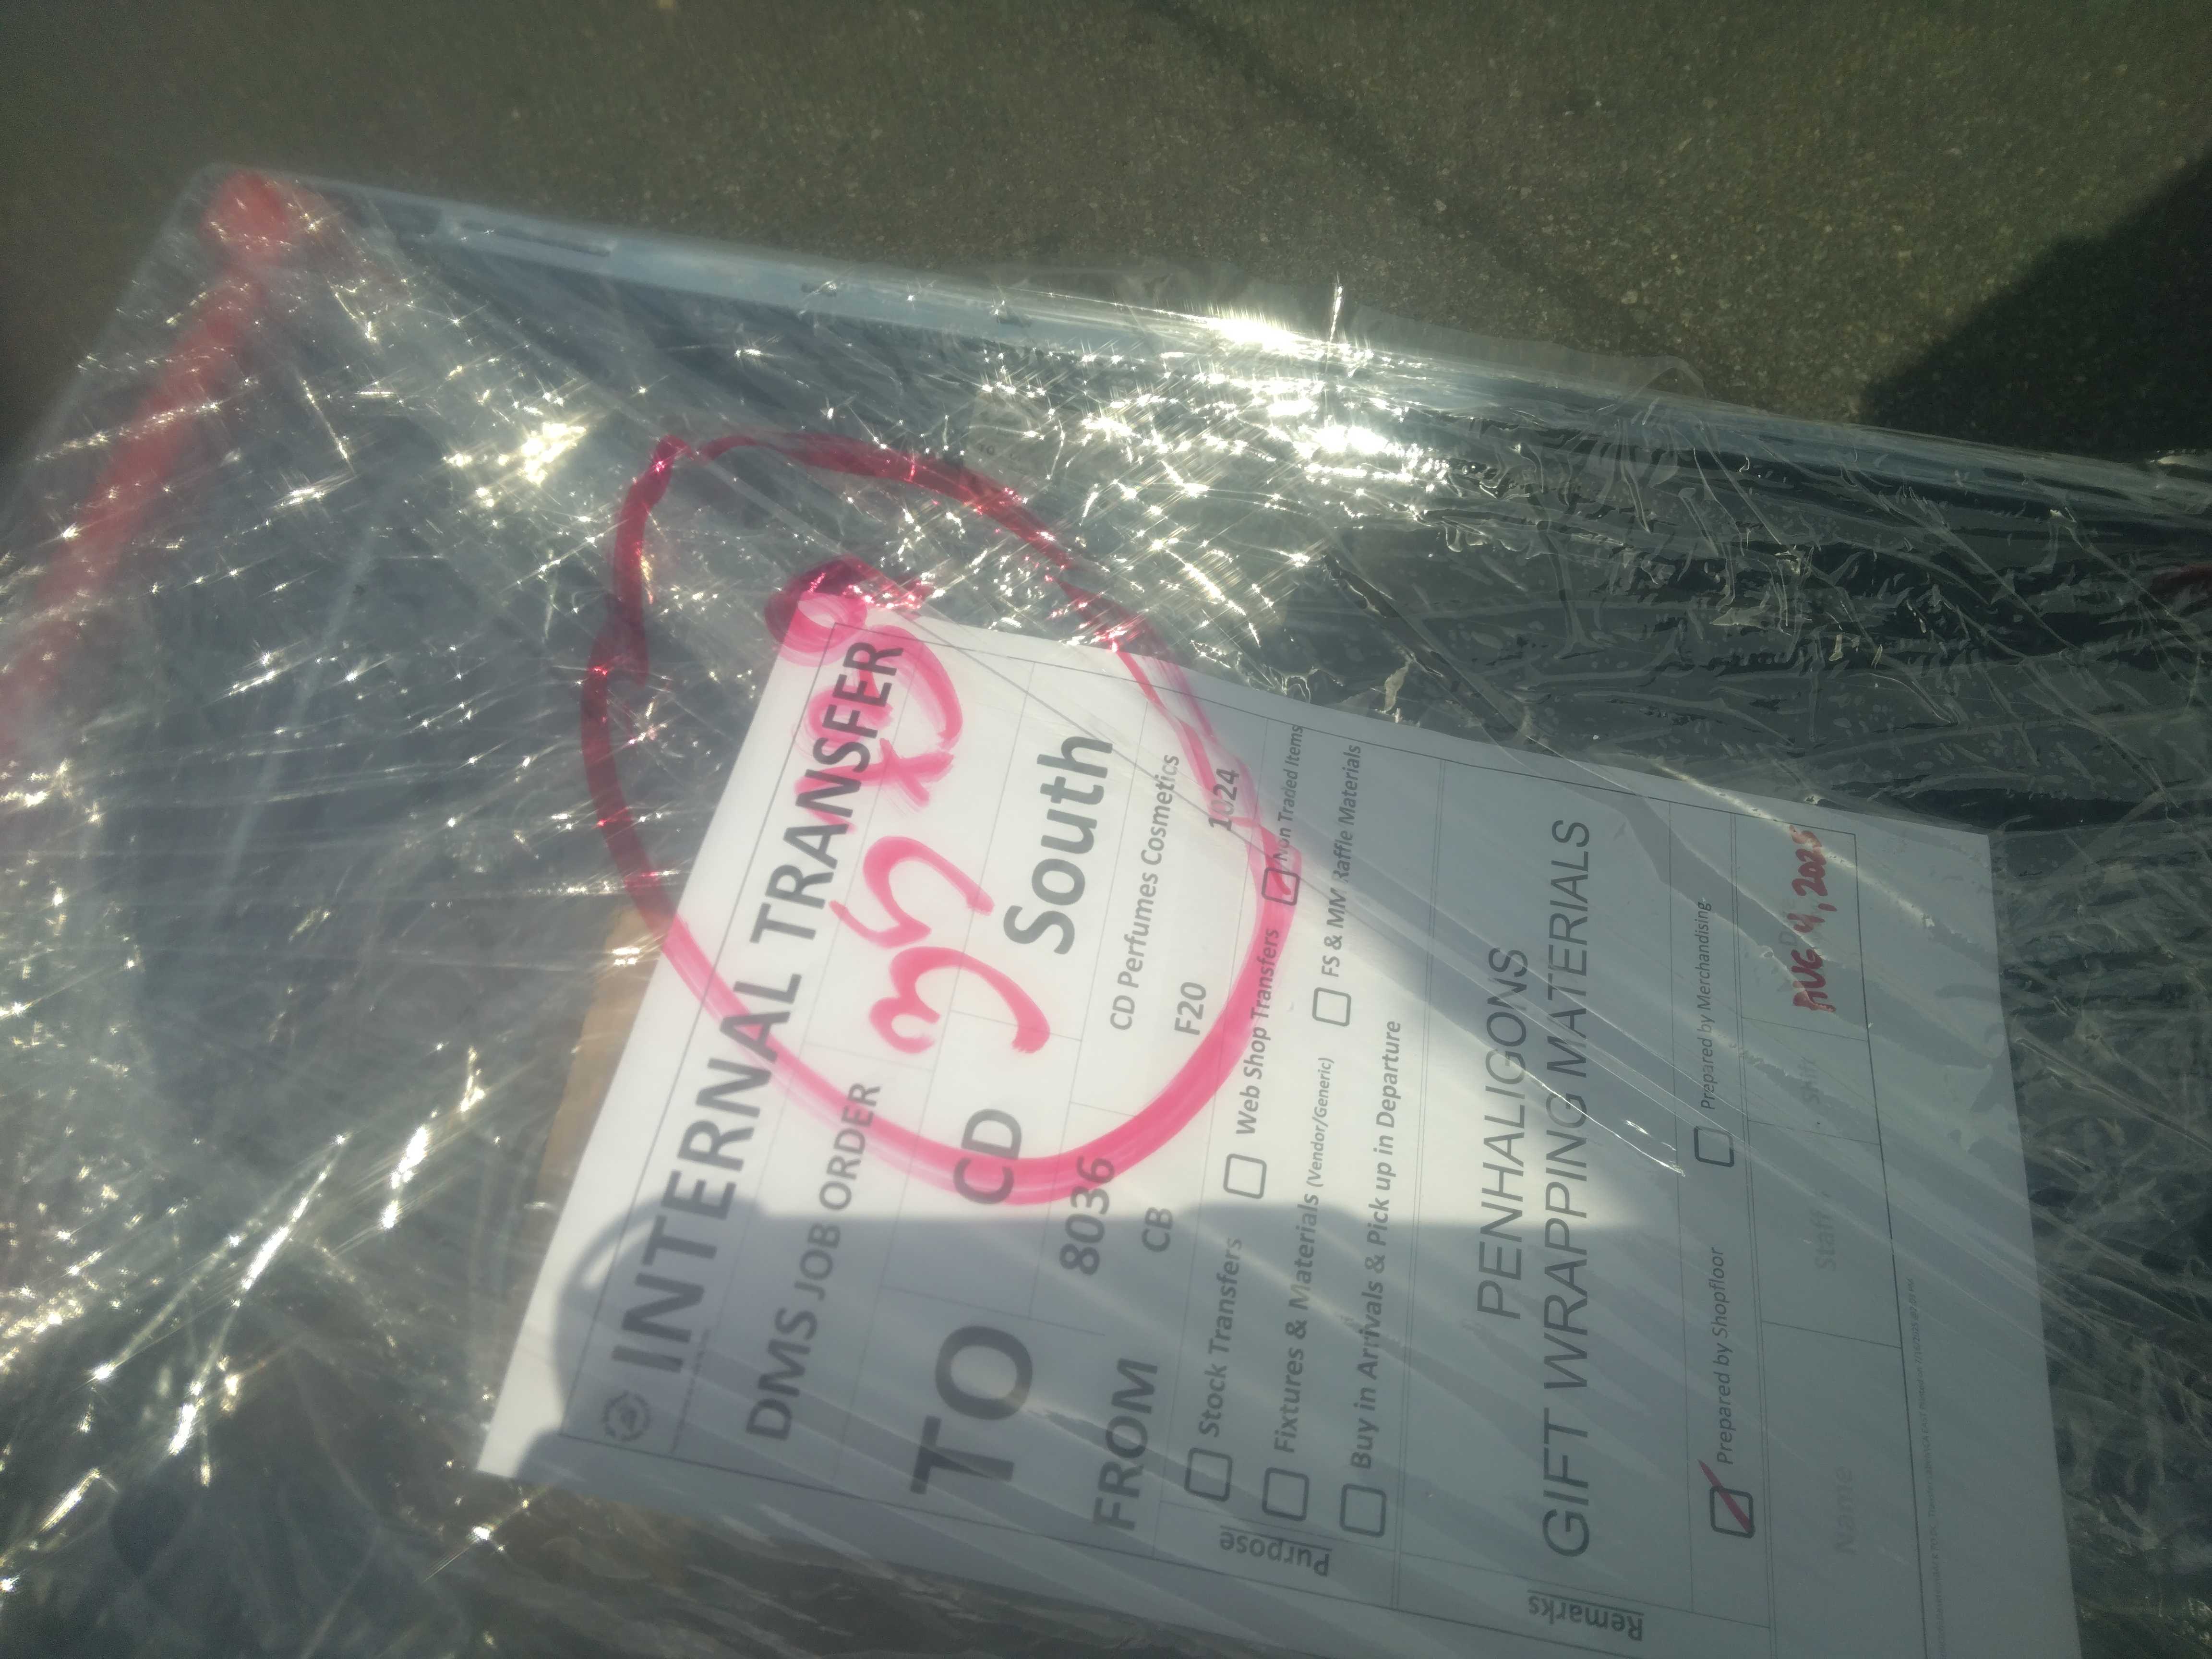 INTERNAL TRANSFER
DMS JOB ORDER
TO CD South
8036 CD Perfumes Cosmetics
FROM CB F20 1024
Purpose
Stock Transfers Web Shop Transfers Non Traded Items
Fixtures & Materials (Vendor/Generic) FS & MM Raffle Materials
Buy in Arrivals & Pick up in Departure
Remarks
PENHALIGONS
GIFT WRAPPING MATERIALS
Prepared by Shopfloor Prepared by Merchandising
AUG 4, 2025
Name Staff Shift